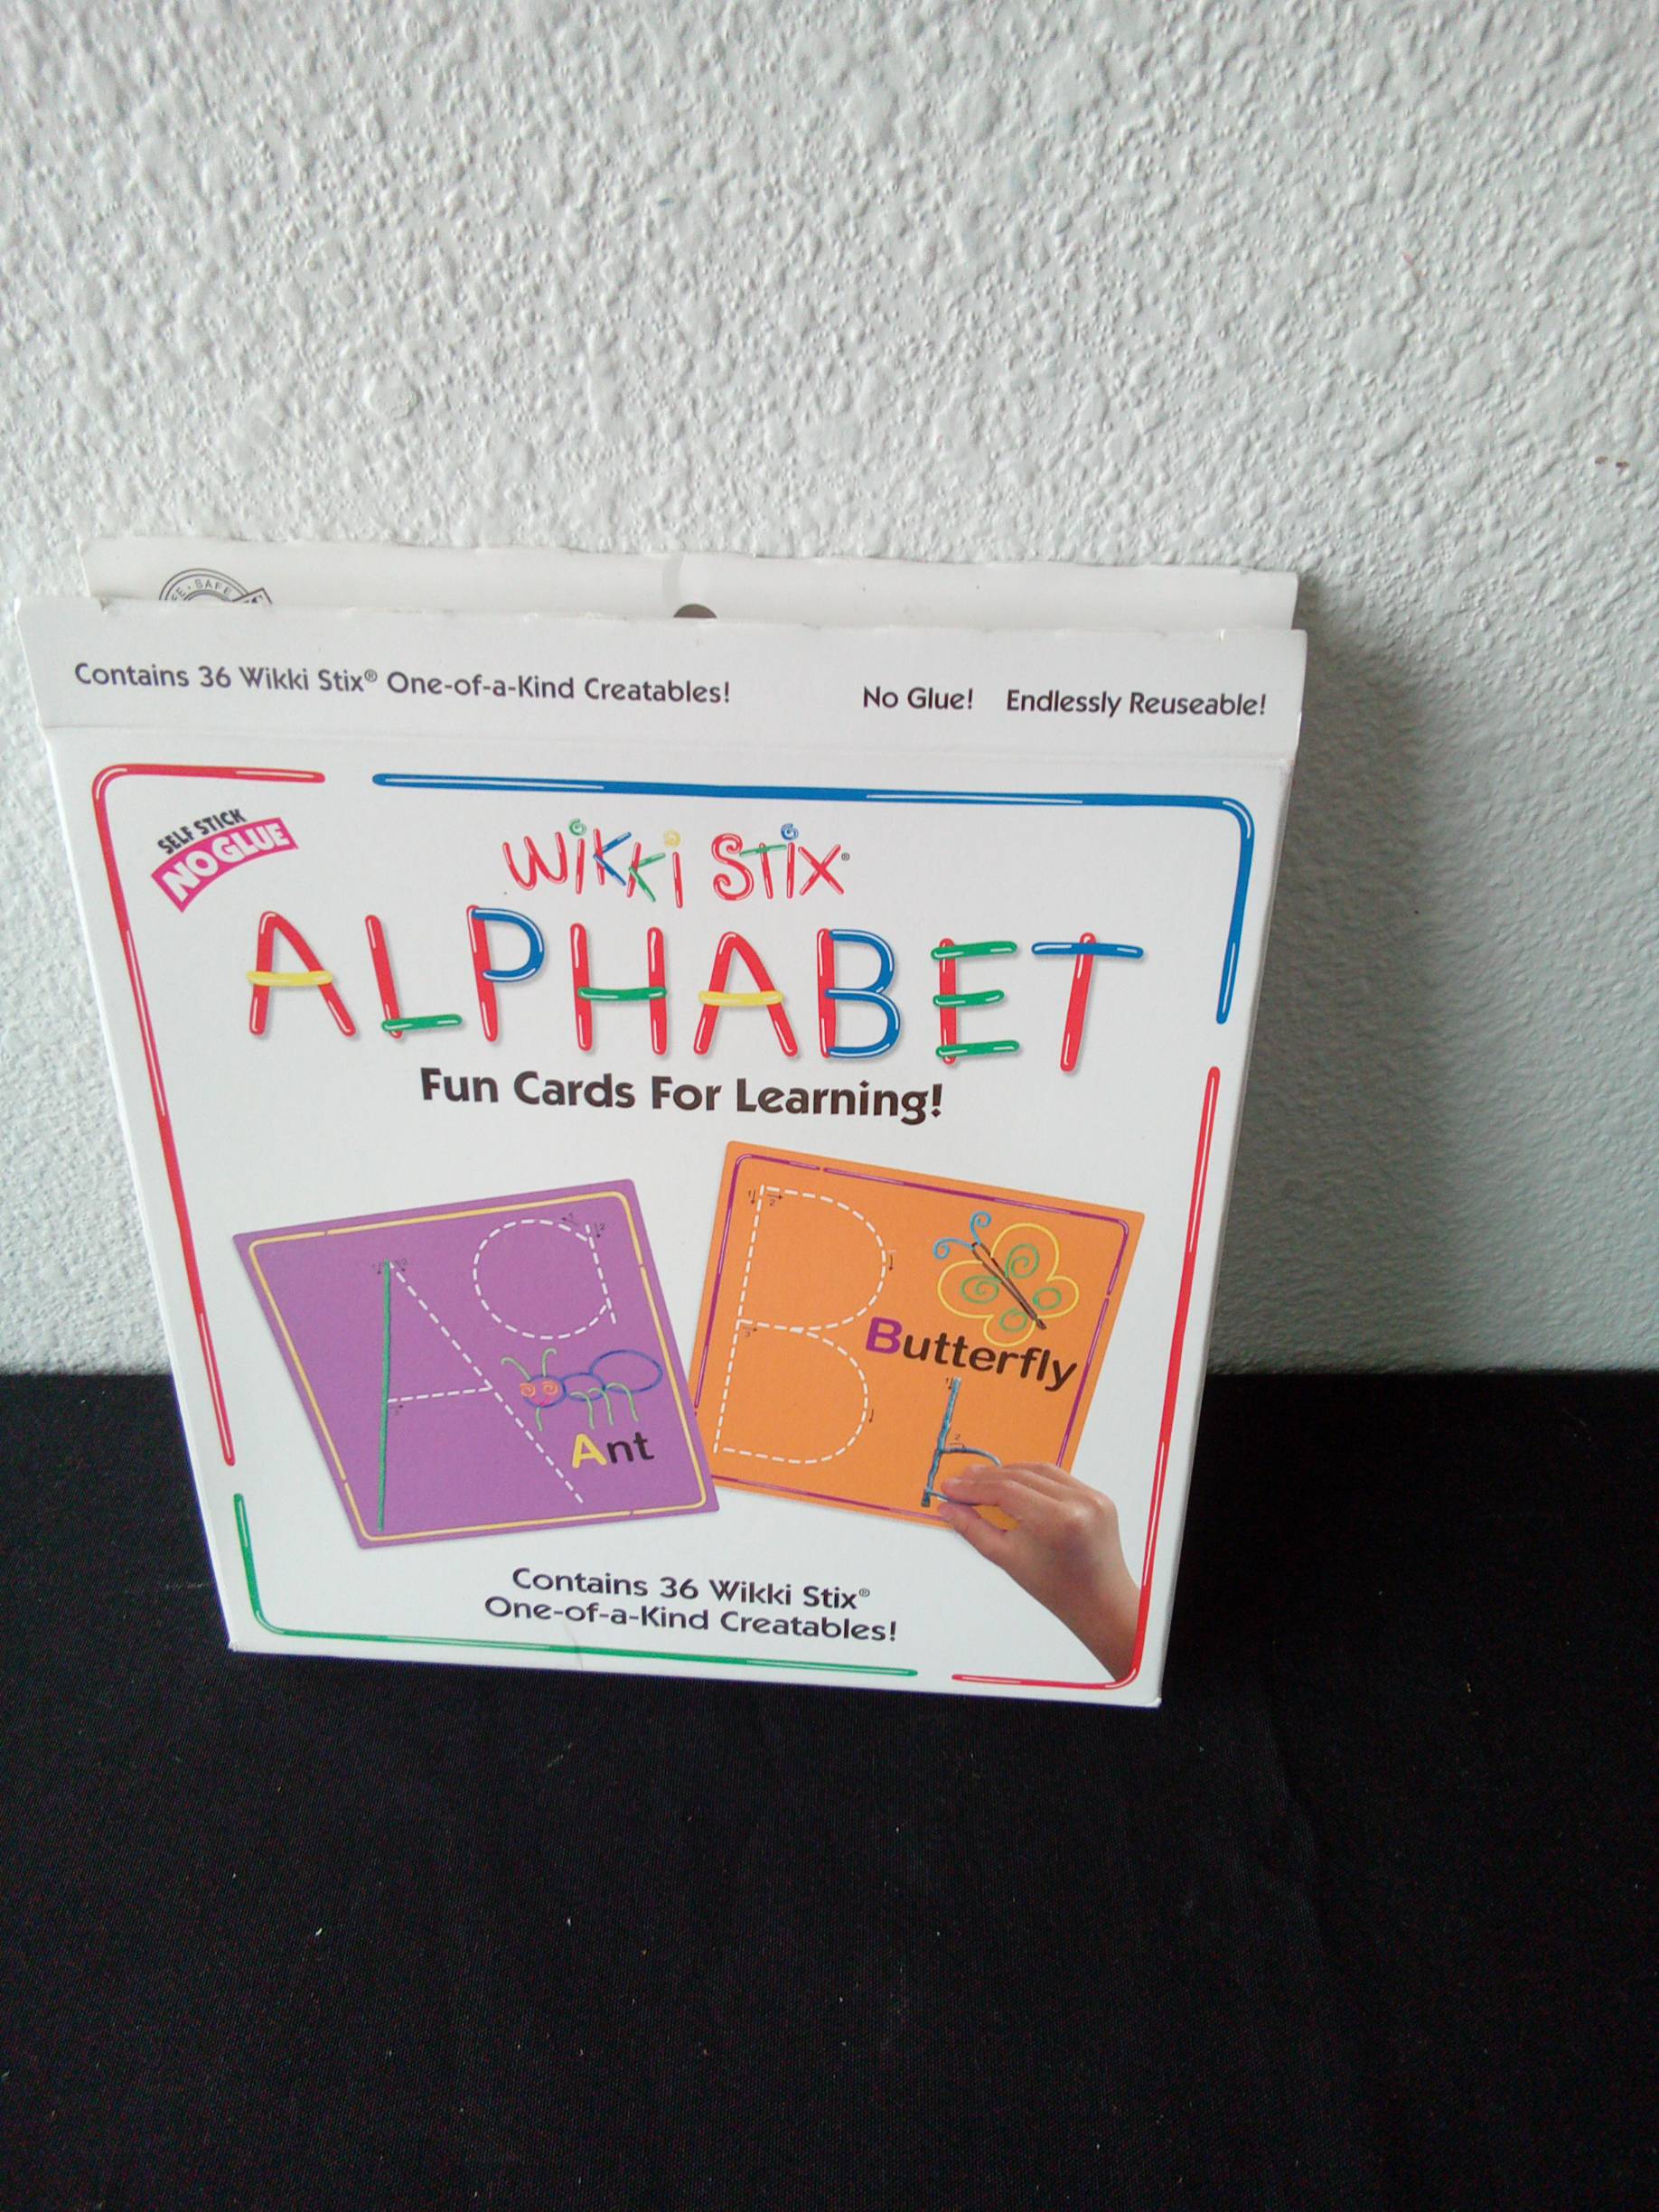 SAFE
Contains 36 Wikki Stix® One-of-a-Kind Creatables! No Glue! Endlessly Reuseable!
SELF STICK
NO GLUE
Wikki Stix®
ALPHABET
Fun Cards For Learning!
A a
Ant
B
Butterfly
b
Contains 36 Wikki Stix®
One-of-a-Kind Creatables!